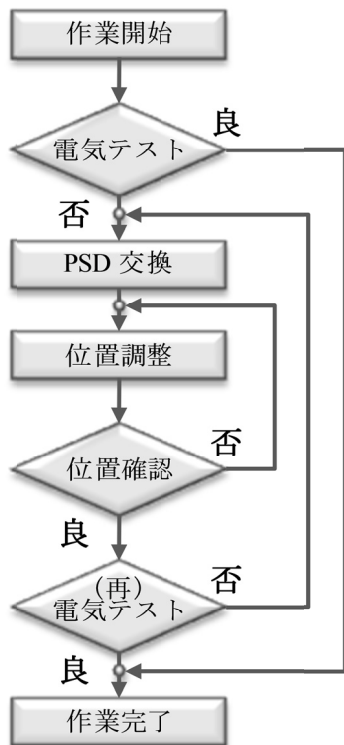 作業開始
電気テスト
良
否
PSD 交換
位置調整
位置確認
否
良
(再)
電気テスト
否
良
作業完了